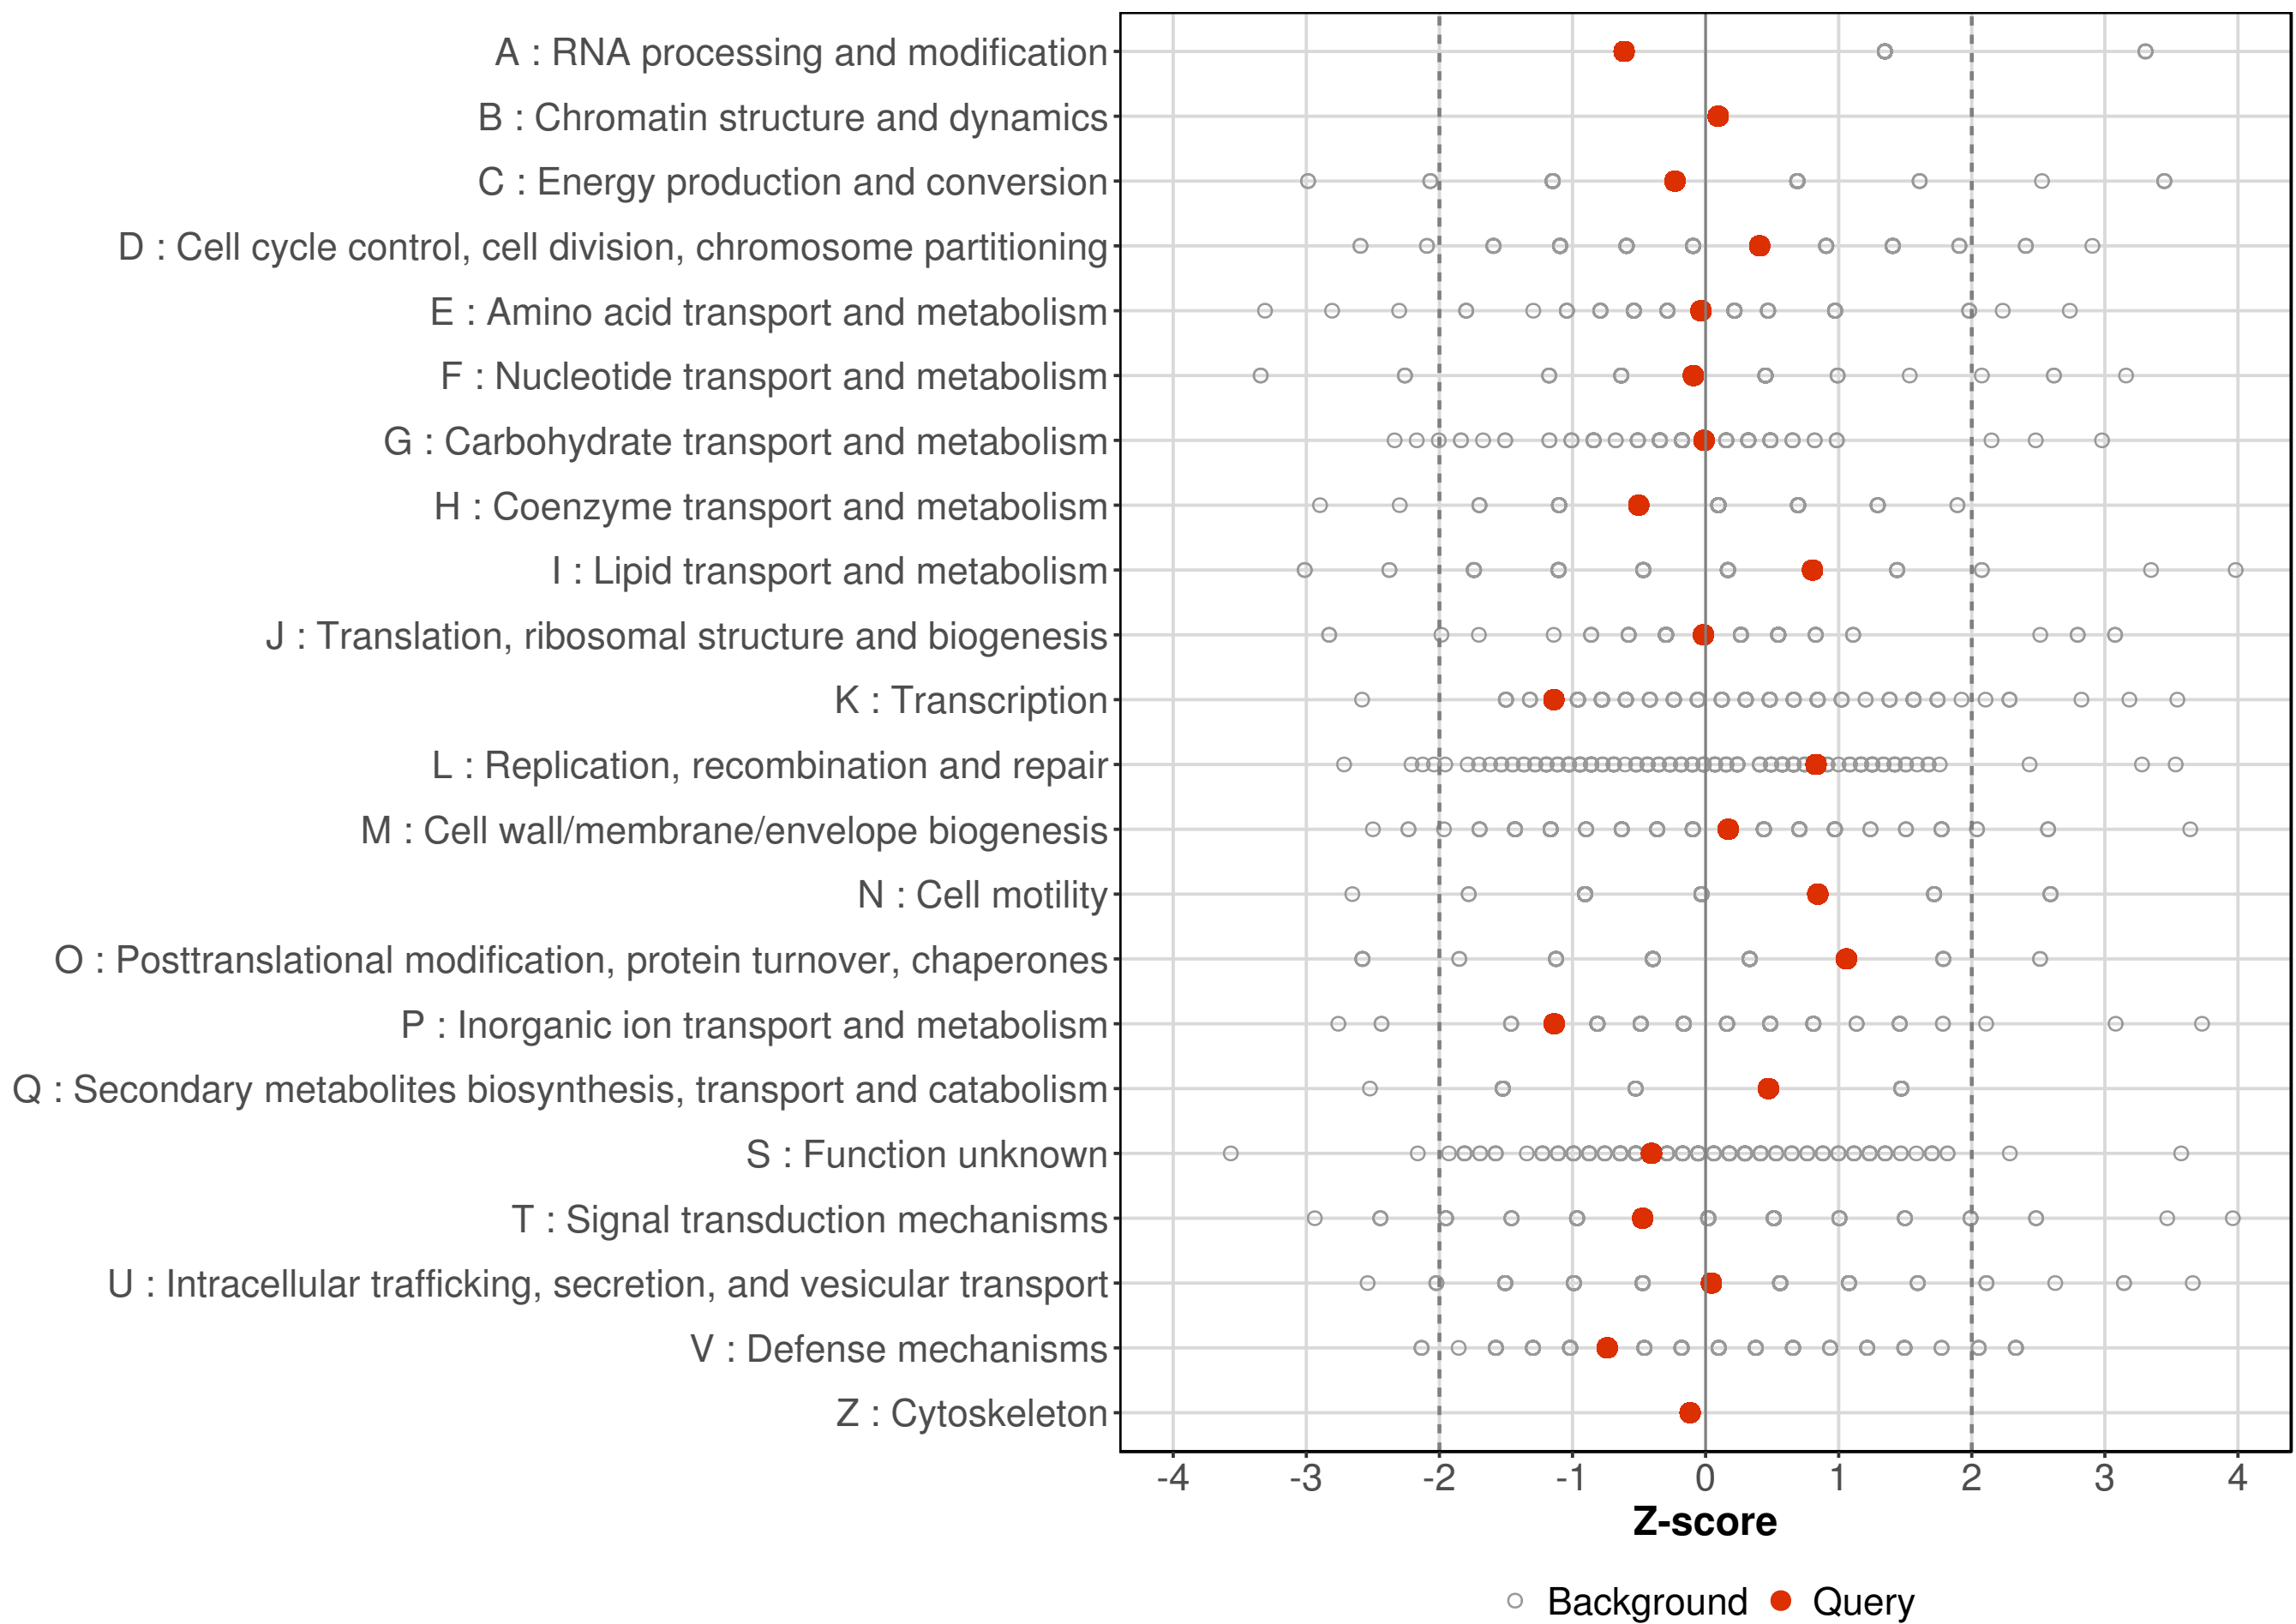 A : RNA processing and modification
B : Chromatin structure and dynamics
C : Energy production and conversion
D : Cell cycle control, cell division, chromosome partitioning
E : Amino acid transport and metabolism
F : Nucleotide transport and metabolism
G : Carbohydrate transport and metabolism
H : Coenzyme transport and metabolism
I : Lipid transport and metabolism
J : Translation, ribosomal structure and biogenesis
K : Transcription
L : Replication, recombination and repair
M : Cell wall/membrane/envelope biogenesis
N : Cell motility
O : Posttranslational modification, protein turnover, chaperones
P : Inorganic ion transport and metabolism
Q : Secondary metabolites biosynthesis, transport and catabolism
S : Function unknown
T : Signal transduction mechanisms
U : Intracellular trafficking, secretion, and vesicular transport
V : Defense mechanisms
Z : Cytoskeleton
-4 -3 -2 -1 0 1 2 3 4
Z-score
Background Query